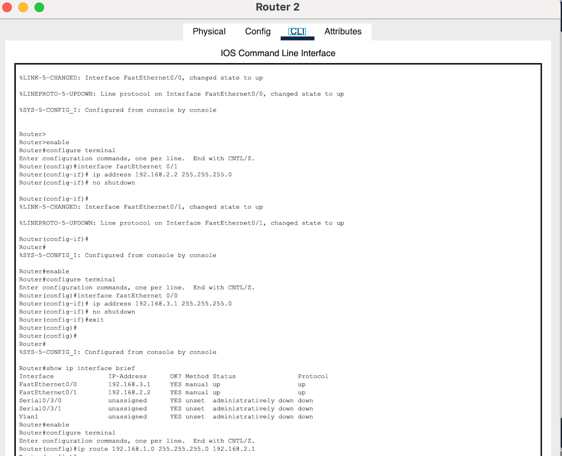 Router 2
Physical Config CLI Attributes
IOS Command Line Interface
%LINK-5-CHANGED: Interface FastEthernet0/0, changed state to up
%LINEPROTO-5-UPDOWN: Line protocol on Interface FastEthernet0/0, changed state to up
%SYS-5-CONFIG_I: Configured from console by console
Router>
Router>enable
Router#configure terminal
Enter configuration commands, one per line.  End with CNTL/Z.
Router(config)#interface fastEthernet 0/1
Router(config-if)# ip address 192.168.2.2 255.255.255.0
Router(config-if)# no shutdown
Router(config-if)#
%LINK-5-CHANGED: Interface FastEthernet0/1, changed state to up
%LINEPROTO-5-UPDOWN: Line protocol on Interface FastEthernet0/1, changed state to up
Router(config-if)#
Router#
%SYS-5-CONFIG_I: Configured from console by console
Router#enable
Router#configure terminal
Enter configuration commands, one per line.  End with CNTL/Z.
Router(config)#interface fastEthernet 0/0
Router(config-if)# ip address 192.168.3.1 255.255.255.0
Router(config-if)# no shutdown
Router(config-if)#exit
Router(config)#
Router(config)#
Router#
%SYS-5-CONFIG_I: Configured from console by console
Router#show ip interface brief
Interface IP-Address OK? Method Status Protocol
FastEthernet0/0 192.168.3.1 YES manual up up
FastEthernet0/1 192.168.2.2 YES manual up up
Serial0/3/0 unassigned YES unset administratively down down
Serial0/3/1 unassigned YES unset administratively down down
Vlan1 unassigned YES unset administratively down down
Router#enable
Router#configure terminal
Enter configuration commands, one per line.  End with CNTL/Z.
Router(config)#ip route 192.168.1.0 255.255.255.0 192.168.2.1